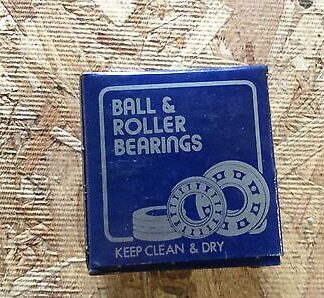 BALL &
ROLLER
BEARINGS
KEEP CLEAN & DRY